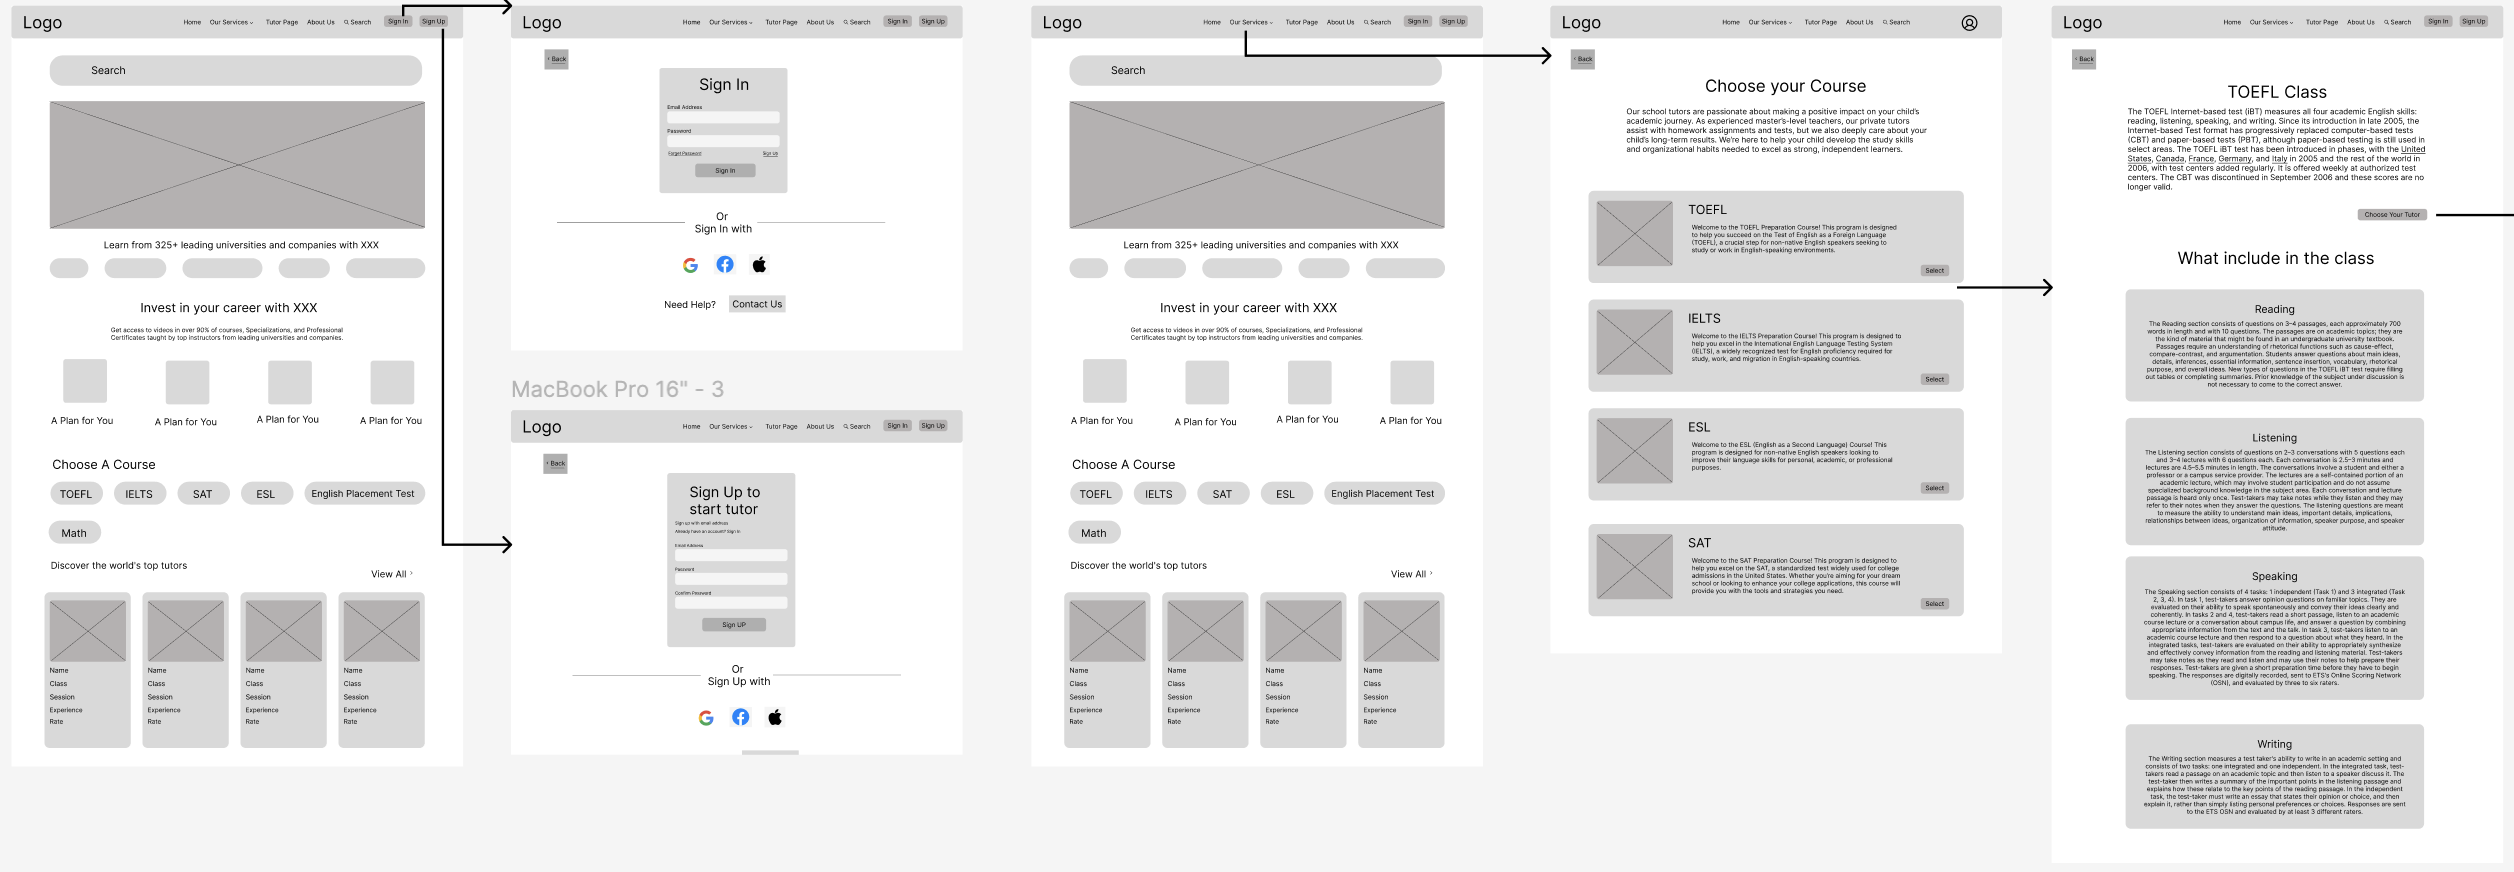 Logo
Home Our Services Tutor Page About Us Search Sign In Sign Up
Search
Learn from 325+ leading universities and companies with XXX
Invest in your career with XXX
Get access to videos in over 90% of courses, Specializations, and Professional
Certificates taught by top instructors from leading universities and companies.
A Plan for You
A Plan for You
A Plan for You
A Plan for You
Choose A Course
TOEFL IELTS SAT ESL English Placement Test
Math
Discover the world's top tutors
View All
Name
Class
Session
Experience
Rate
Name
Class
Session
Experience
Rate
Name
Class
Session
Experience
Rate
Name
Class
Session
Experience
Rate
Logo
Home Our Services Tutor Page About Us Search Sign In Sign Up
Back
Sign In
Email Address
Password
Forget Password Sign Up
Sign In
Or
Sign In with
Need Help? Contact Us
MacBook Pro 16" - 3
Logo
Home Our Services Tutor Page About Us Search Sign In Sign Up
Back
Sign Up to
start tutor
Sign up with email address
Already have an account? Sign In
Email Address
Password
Confirm Password
Sign UP
Or
Sign Up with
Logo
Home Our Services Tutor Page About Us Search Sign In Sign Up
Search
Learn from 325+ leading universities and companies with XXX
Invest in your career with XXX
Get access to videos in over 90% of courses, Specializations, and Professional
Certificates taught by top instructors from leading universities and companies.
A Plan for You
A Plan for You
A Plan for You
A Plan for You
Choose A Course
TOEFL IELTS SAT ESL English Placement Test
Math
Discover the world's top tutors
View All
Name
Class
Session
Experience
Rate
Name
Class
Session
Experience
Rate
Name
Class
Session
Experience
Rate
Name
Class
Session
Experience
Rate
Logo
Home Our Services Tutor Page About Us Search
Back
Choose your Course
Our school tutors are passionate about making a positive impact on your child's
academic journey. As experienced master's-level teachers, our private tutors
assist with homework assignments and tests, but we also deeply care about your
child's long-term results. We're here to help your child develop the study skills
and organizational habits needed to excel as strong, independent learners.
TOEFL
Welcome to the TOEFL Preparation Course! This program is designed
to help you succeed on the Test of English as a Foreign Language
(TOEFL), a crucial step for non-native English speakers seeking to
study or work in English-speaking environments.
Select
IELTS
Welcome to the IELTS Preparation Course! This program is designed to
help you excel in the International English Language Testing System
(IELTS), a widely recognized test for English proficiency required for
study, work, and migration in English-speaking countries.
Select
ESL
Welcome to the ESL (English as a Second Language) Course! This
program is designed for non-native English speakers looking to
improve their language skills for personal, academic, or professional
purposes.
Select
SAT
Welcome to the SAT Preparation Course! This program is designed to
help you excel on the SAT, a standardized test widely used for college
admissions in the United States. Whether you're aiming for your dream
school or looking to enhance your college applications, this course will
provide you with the tools and strategies you need.
Select
Logo
Home Our Services Tutor Page About Us Search Sign In Sign Up
Back
TOEFL Class
The TOEFL Internet-based test (iBT) measures all four academic English skills:
reading, listening, speaking, and writing. Since its introduction in late 2005, the
Internet-based Test format has progressively replaced computer-based tests
(CBT) and paper-based tests (PBT), although paper-based testing is still used in
select areas. The TOEFL iBT test has been introduced in phases, with the United
States, Canada, France, Germany, and Italy in 2005 and the rest of the world in
2006, with test centers added regularly. It is offered weekly at authorized test
centers. The CBT was discontinued in September 2006 and these scores are no
longer valid.
Choose Your Tutor
What include in the class
Reading
The Reading section consists of questions on 3–4 passages, each approximately 700
words in length and with 10 questions. The passages are on academic topics; they are
the kind of material that might be found in an undergraduate university textbook.
Passages require an understanding of rhetorical functions such as cause-effect,
compare-contrast, and argumentation. Students answer questions about main ideas,
details, inferences, essential information, sentence insertion, vocabulary, rhetorical
purpose, and overall ideas. New types of questions in the TOEFL iBT test require filling
out tables or completing summaries. Prior knowledge of the subject under discussion is
not necessary to come to the correct answer.
Listening
The Listening section consists of questions on 2–3 conversations with 5 questions each
and 3–4 lectures with 6 questions each. Each conversation is 2.5–3 minutes and
lectures are 4.5–5.5 minutes in length. The conversations involve a student and either a
professor or a campus service provider. The lectures are a self-contained portion of an
academic lecture, which may involve student participation and do not assume
specialized background knowledge in the subject area. Each conversation and lecture
passage is heard only once. Test-takers may take notes while they listen and they may
refer to their notes when they answer the questions. The listening questions are meant
to measure the ability to understand main ideas, important details, implications,
relationships between ideas, organization of information, speaker purpose, and speaker
attitude.
Speaking
The Speaking section consists of 4 tasks: 1 independent (Task 1) and 3 integrated (Task
2, 3, 4). In task 1, test-takers answer opinion questions on familiar topics. They are
evaluated on their ability to speak spontaneously and convey their ideas clearly and
coherently. In tasks 2 and 4, test-takers read a short passage, listen to an academic
course lecture or a conversation about campus life, and answer a question by combining
appropriate information from the text and the talk. In task 3, test-takers listen to an
academic course lecture and then respond to a question about what they heard. In the
integrated tasks, test-takers are evaluated on their ability to appropriately synthesize
and effectively convey information from the reading and listening material. Test-takers
may take notes as they read and listen and may use their notes to help prepare their
responses. Test-takers are given a short preparation time before they have to begin
speaking. The responses are digitally recorded, sent to ETS's Online Scoring Network
(OSN), and evaluated by three to six raters.
Writing
The Writing section measures a test taker's ability to write in an academic setting and
consists of two tasks: one integrated and one independent. In the integrated task, test-
takers read a passage on an academic topic and then listen to a speaker discuss it. The
test-taker then writes a summary of the important points in the listening passage and
explains how these relate to the key points of the reading passage. In the independent
task, the test-taker must write an essay that states their opinion or choice, and then
explain it, rather than simply listing personal preferences or choices. Responses are sent
to the ETS OSN and evaluated by at least 3 different raters.